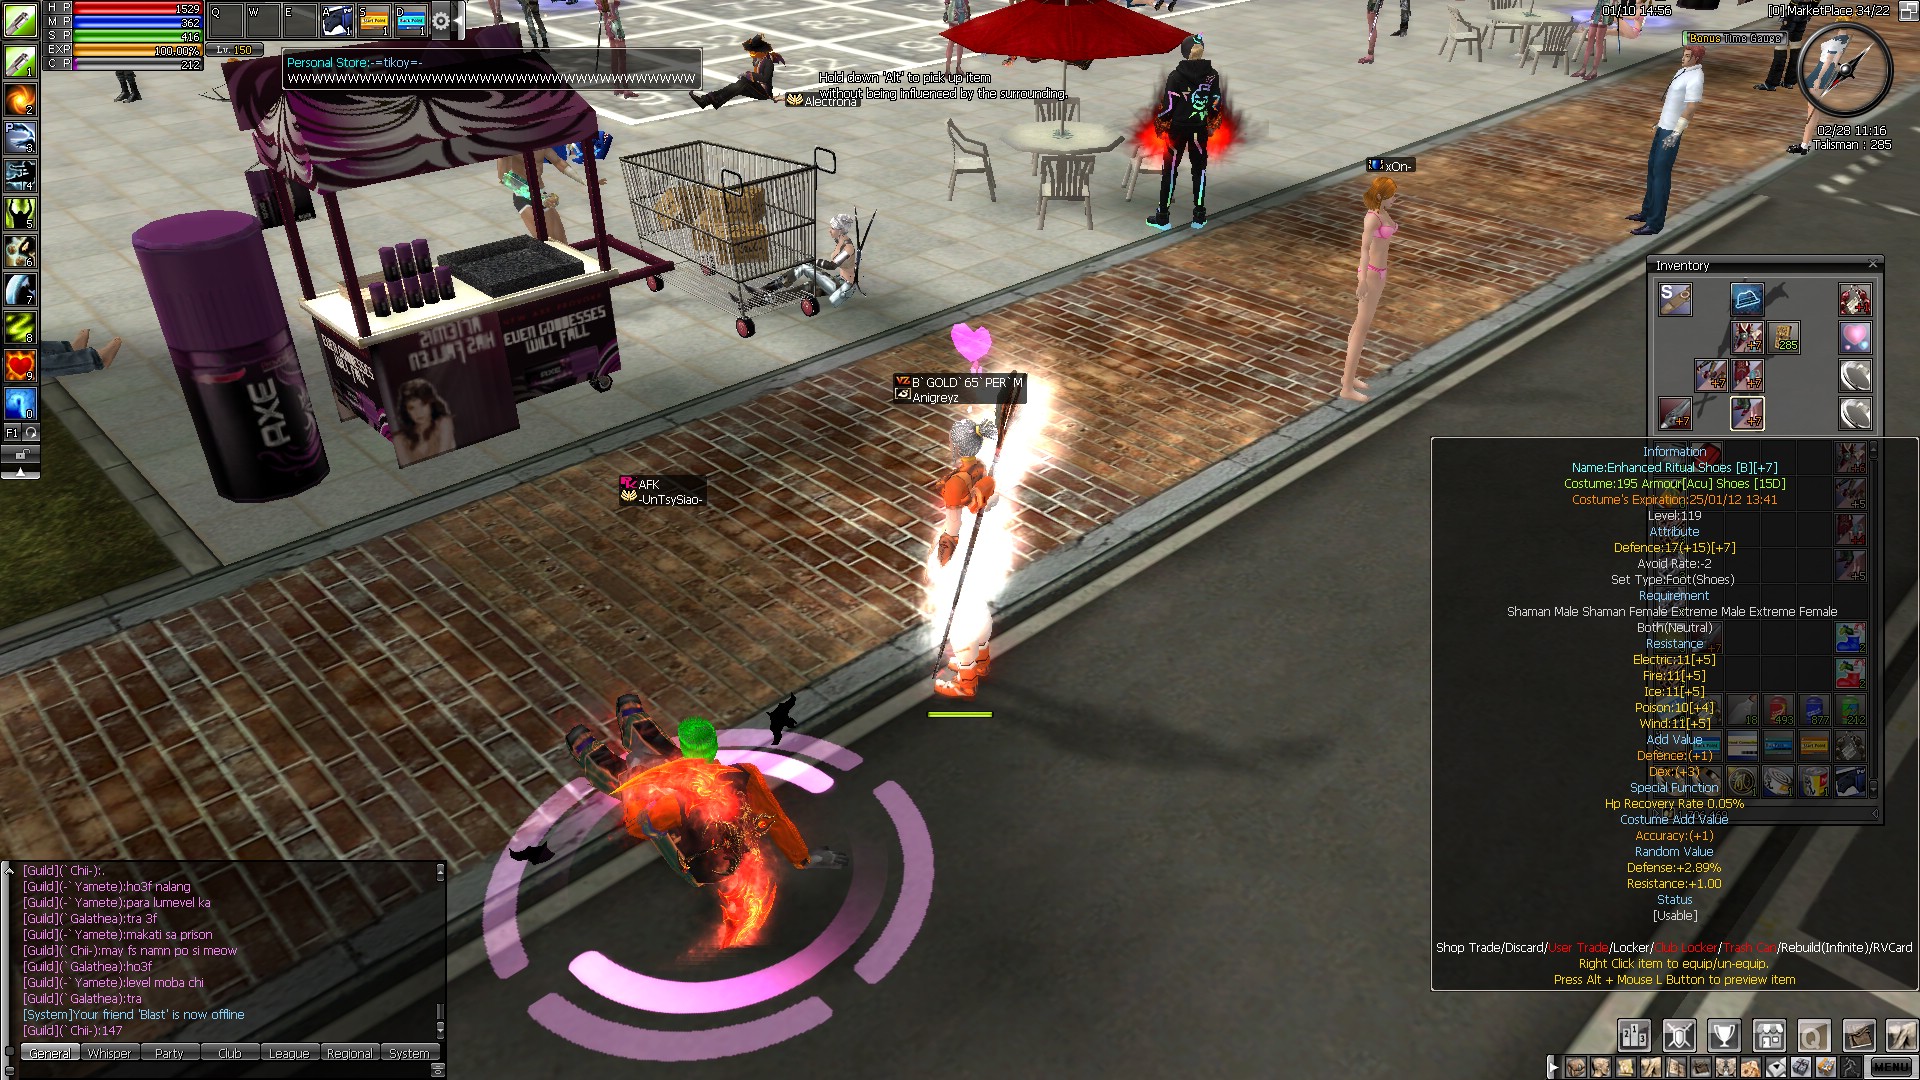 H P 1529
M P 362
S P 416
EXP 100.00%
C P 212
Q W E A S D
Lv. 150
Personal Store:-=tikoy=-
Hold down 'Alt' to pick up item
without being influenced by the surrounding.
Alectrona
01/10 14:56
[0] MarketPlace 34/22
Bonus Time Gauge
02/28 11:16
Talisman : 285
xOn-
B`GOLD`65`PER`M
Anigreyz
AFK
-UnTsySiao-
AXE
EVEN GODDESSES
WILL FALL
F1
Inventory
Information
Name:Enhanced Ritual Shoes [B][+7]
Costume:195 Armour[Acu] Shoes [15D]
Costume's Expiration:25/01/12 13:41
Level:119
Attribute
Defence:17(+15)[+7]
Avoid Rate:-2
Set Type:Foot(Shoes)
Requirement
Shaman Male Shaman Female Extreme Male Extreme Female
Both(Neutral)
Resistance
Electric:11[+5]
Fire:11[+5]
Ice:11[+5]
Poison:10[+4]
Wind:11[+5]
Add Value
Defence:(+1)
Dex:(+3)
Special Function
Hp Recovery Rate 0.05%
Costume Add Value
Accuracy:(+1)
Random Value
Defense:+2.89%
Resistance:+1.00
Status
[Usable]
Shop Trade/Discard/User Trade/Locker/Club Locker/Trash Can/Rebuild(Infinite)/RVCard
Right Click item to equip/un-equip.
Press Alt + Mouse L Button to preview item
[Guild](`Chii-):.
[Guild](-`Yamete):ho3f nalang
[Guild](-`Yamete):para lumevel ka
[Guild](`Galathea):tra 3f
[Guild](-`Yamete):makati sa prison
[Guild](`Chii-):may fs namn po si meow
[Guild](`Galathea):ho3f
[Guild](-`Yamete):level moba chi
[Guild](`Galathea):tra
[System]Your friend 'Blast' is now offline
[Guild](`Chii-):147
General Whisper Party Club League Regional System
MENU